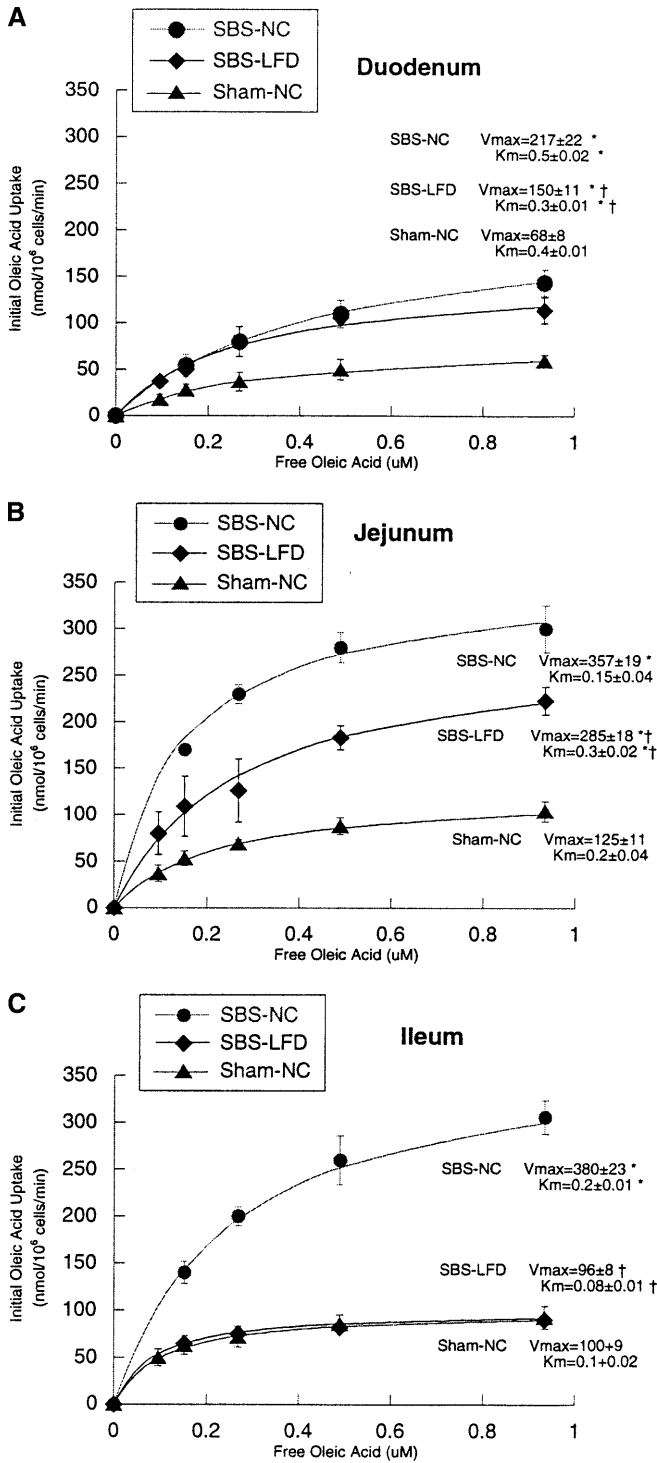 A
SBS-NC
SBS-LFD
Sham-NC
Duodenum
Initial Oleic Acid Uptake
(nmol/10⁶ cells/min)
350
300
250
200
150
100
50
0
SBS-NC Vmax=217±22 *
Km=0.5±0.02 *
SBS-LFD Vmax=150±11 * †
Km=0.3±0.01 * †
Sham-NC Vmax=68±8
Km=0.4±0.01
0 0.2 0.4 0.6 0.8 1
Free Oleic Acid (uM)
B
SBS-NC
SBS-LFD
Sham-NC
Jejunum
Initial Oleic Acid Uptake
(nmol/10⁶ cells/min)
350
300
250
200
150
100
50
0
SBS-NC Vmax=357±19 *
Km=0.15±0.04
SBS-LFD Vmax=285±18 *†
Km=0.3±0.02 *†
Sham-NC Vmax=125±11
Km=0.2±0.04
0 0.2 0.4 0.6 0.8 1
Free Oleic Acid (uM)
C
SBS-NC
SBS-LFD
Sham-NC
Ileum
Initial Oleic Acid Uptake
(nmol/10⁶ cells/min)
350
300
250
200
150
100
50
0
SBS-NC Vmax=380±23 *
Km=0.2±0.01 *
SBS-LFD Vmax=96±8 †
Km=0.08±0.01 †
Sham-NC Vmax=100+9
Km=0.1+0.02
0 0.2 0.4 0.6 0.8 1
Free Oleic Acid (uM)